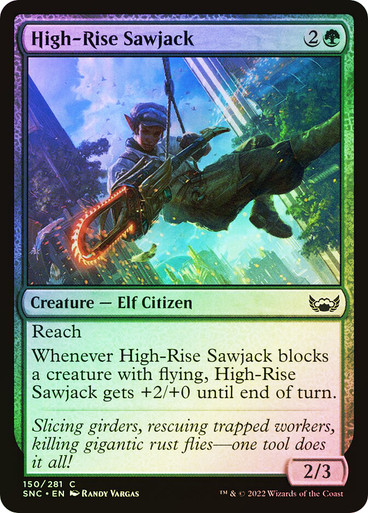 High-Rise Sawjack 2
Creature — Elf Citizen
Reach
Whenever High-Rise Sawjack blocks
a creature with flying, High-Rise
Sawjack gets +2/+0 until end of turn.
Slicing girders, rescuing trapped workers,
killing gigantic rust flies—one tool does
it all!
2/3
150/281 C
SNC • EN Randy Vargas ™ & © 2022 Wizards of the Coast